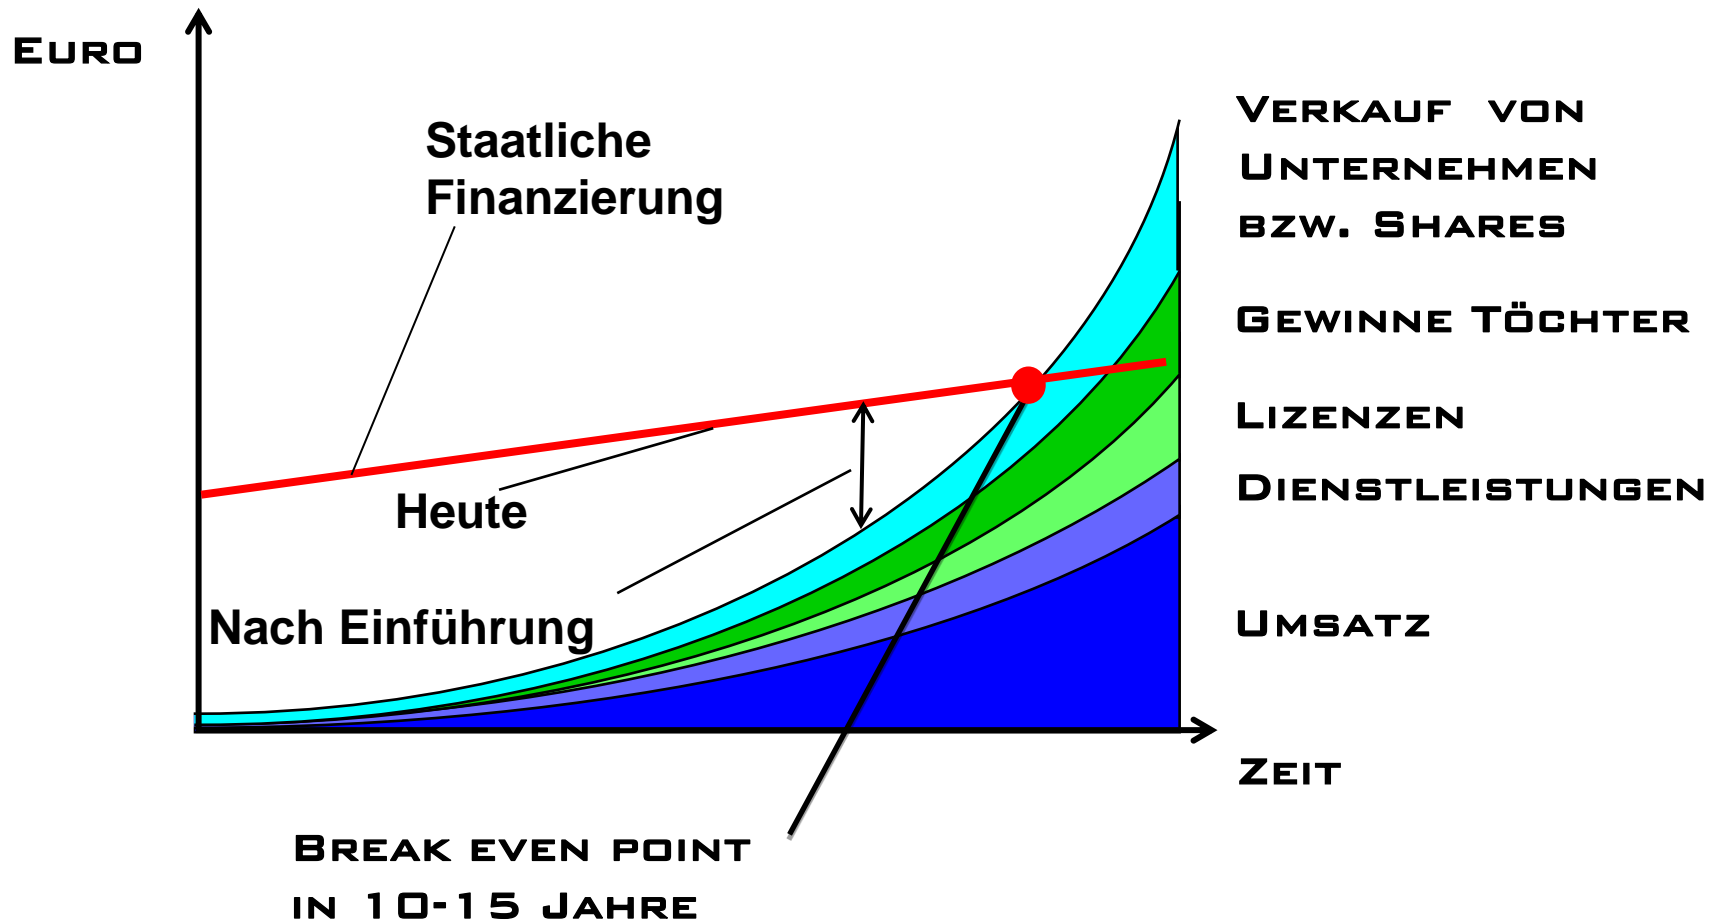 Euro
Staatliche
Finanzierung
Verkauf von
Unternehmen
bzw. Shares
Gewinne Töchter
Lizenzen
Heute
Dienstleistungen
Nach Einführung
Umsatz
Zeit
Break even point
in 10-15 Jahre